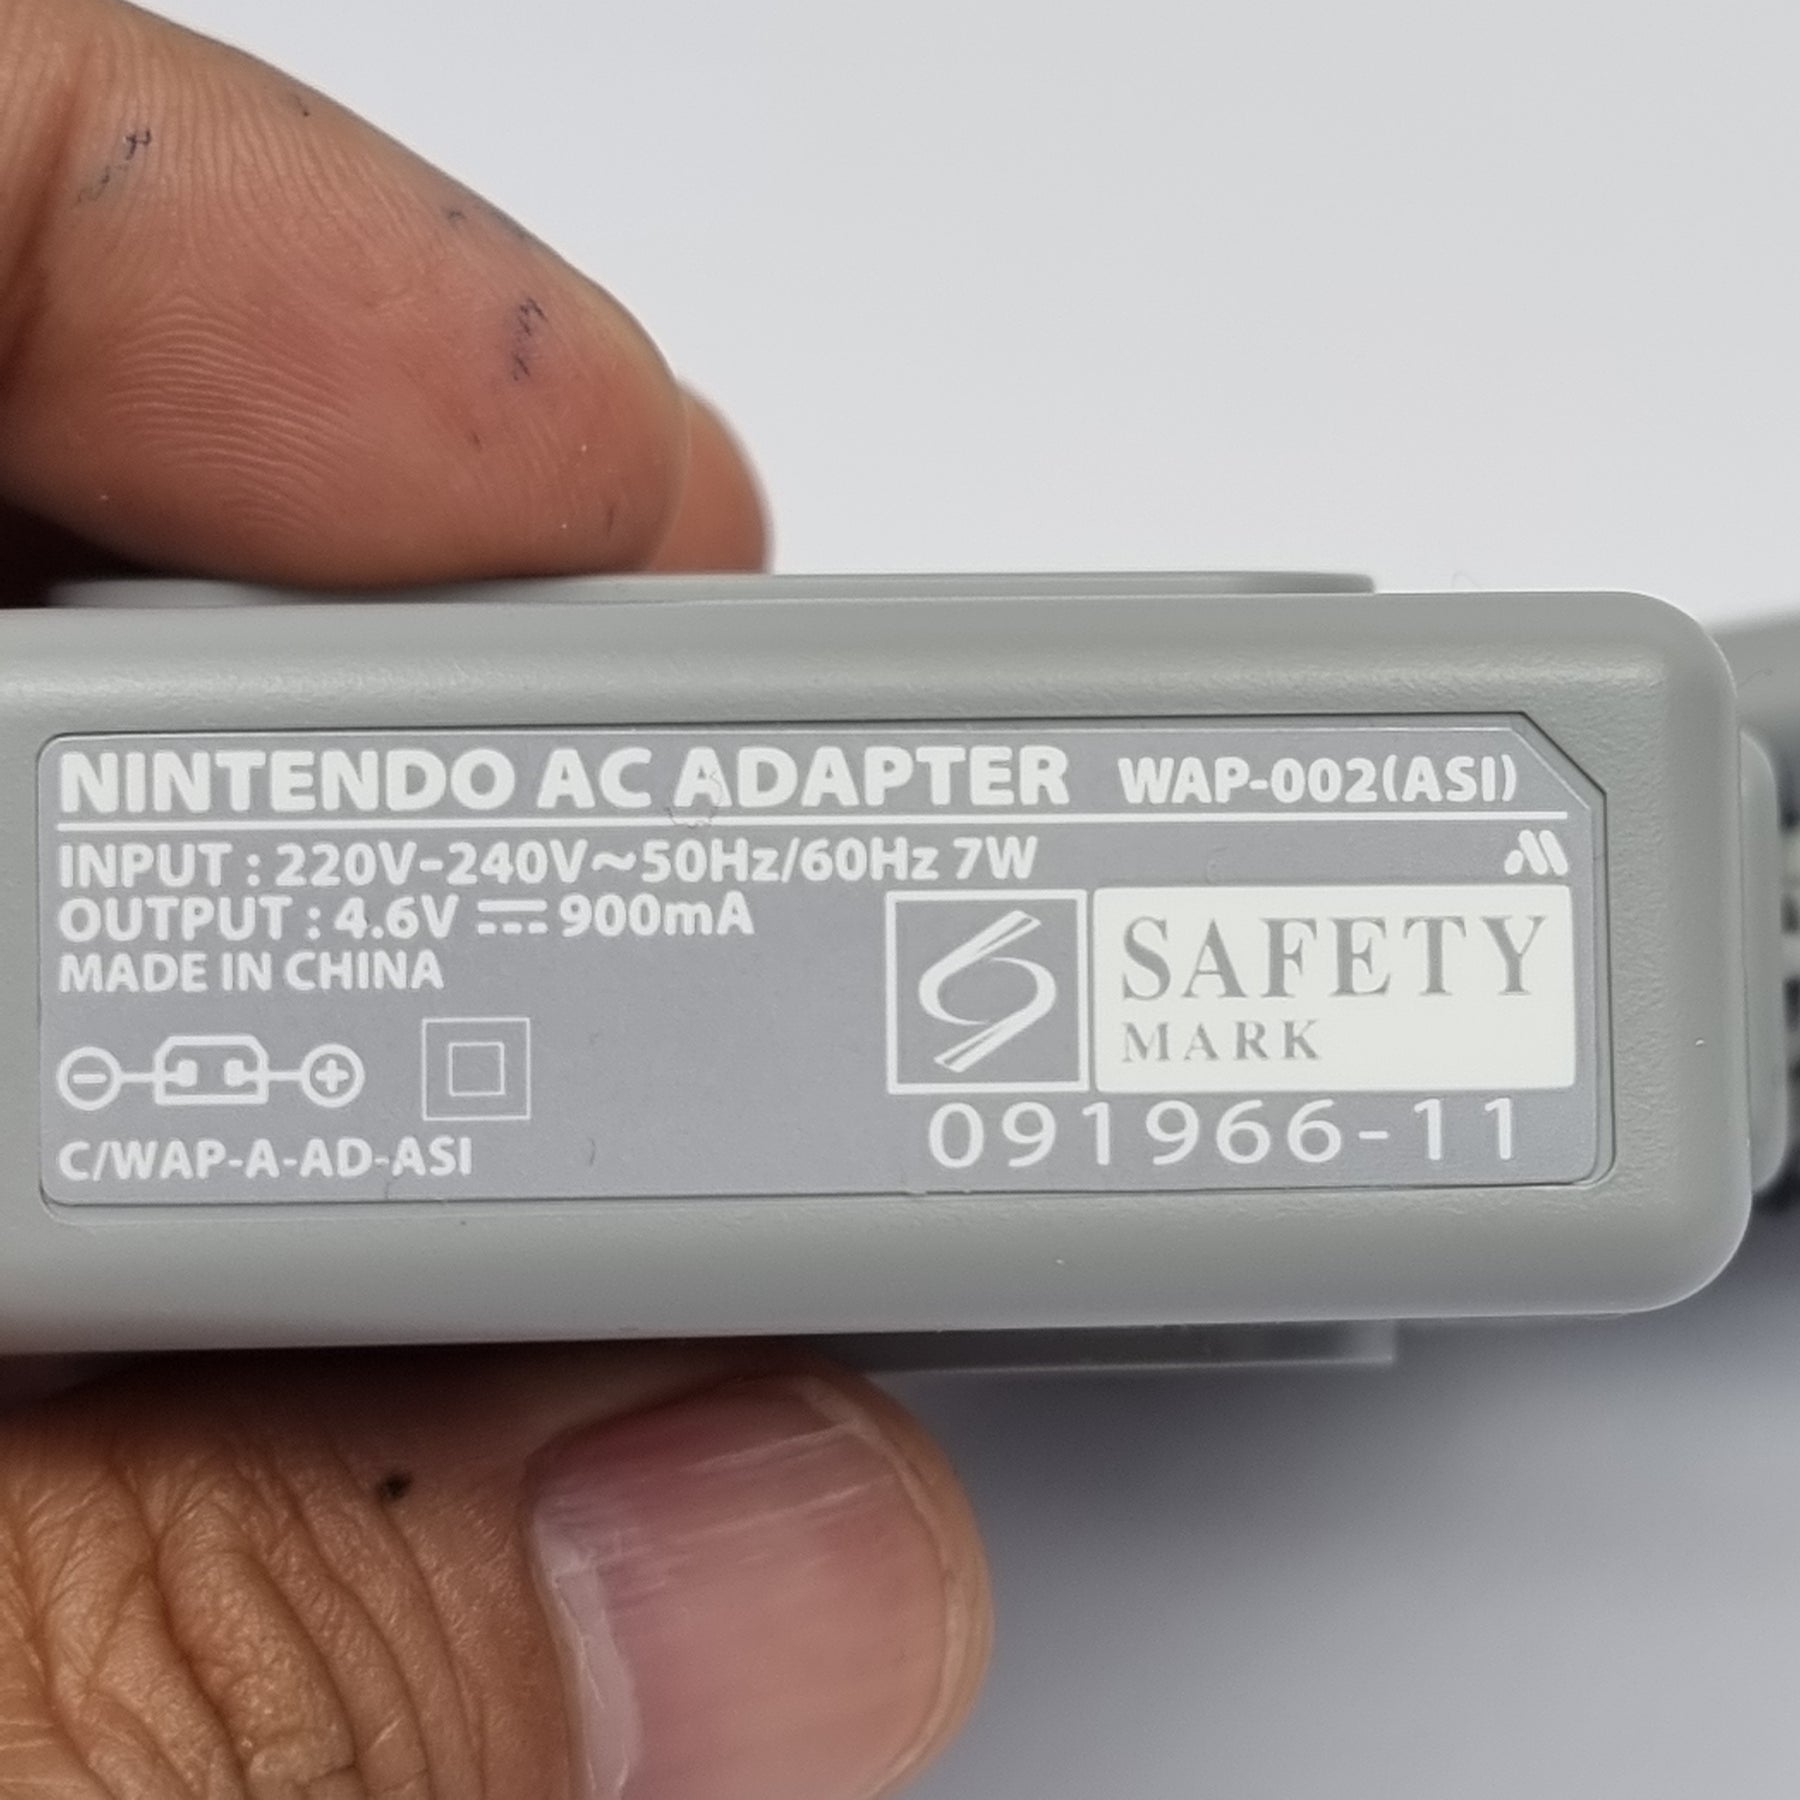 NINTENDO AC ADAPTER WAP-002(ASI)
INPUT : 220V-240V~50Hz/60Hz 7W
OUTPUT : 4.6V ⎓ 900mA
MADE IN CHINA
C/WAP-A-AD-ASI
SAFETY
MARK
091966-11